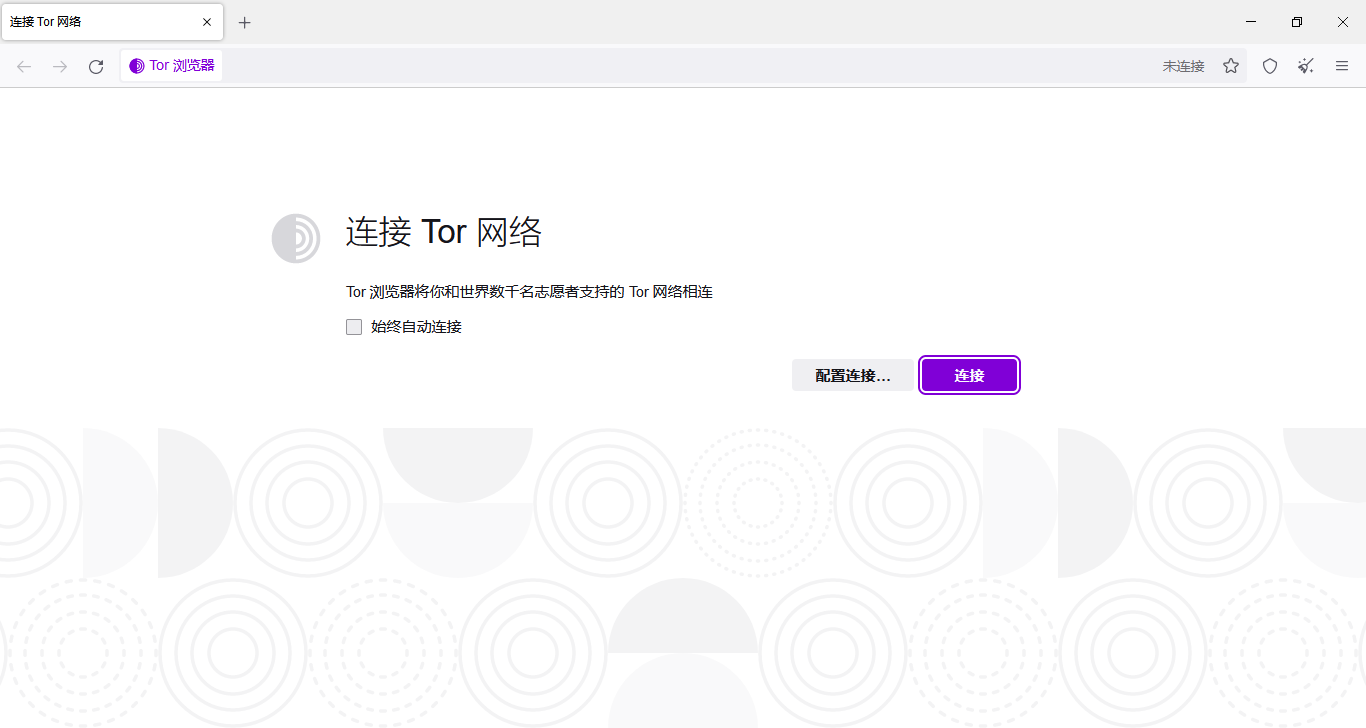 连接 Tor 网络
Tor 浏览器
未连接
连接 Tor 网络
Tor 浏览器将你和世界数千名志愿者支持的 Tor 网络相连
始终自动连接
配置连接…
连接